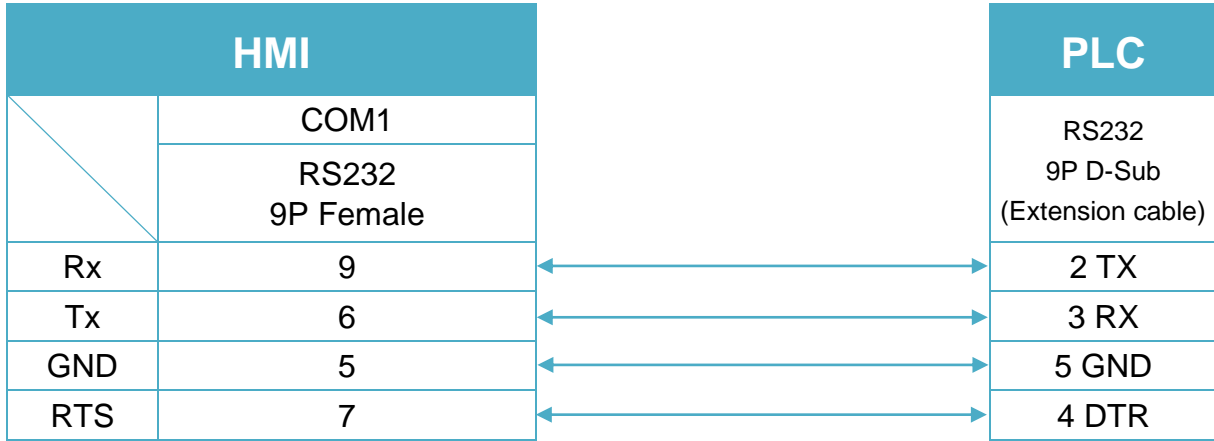 HMI
PLC
COM1
RS232
9P Female
RS232
9P D-Sub
(Extension cable)
Rx 9 2 TX
Tx 6 3 RX
GND 5 5 GND
RTS 7 4 DTR